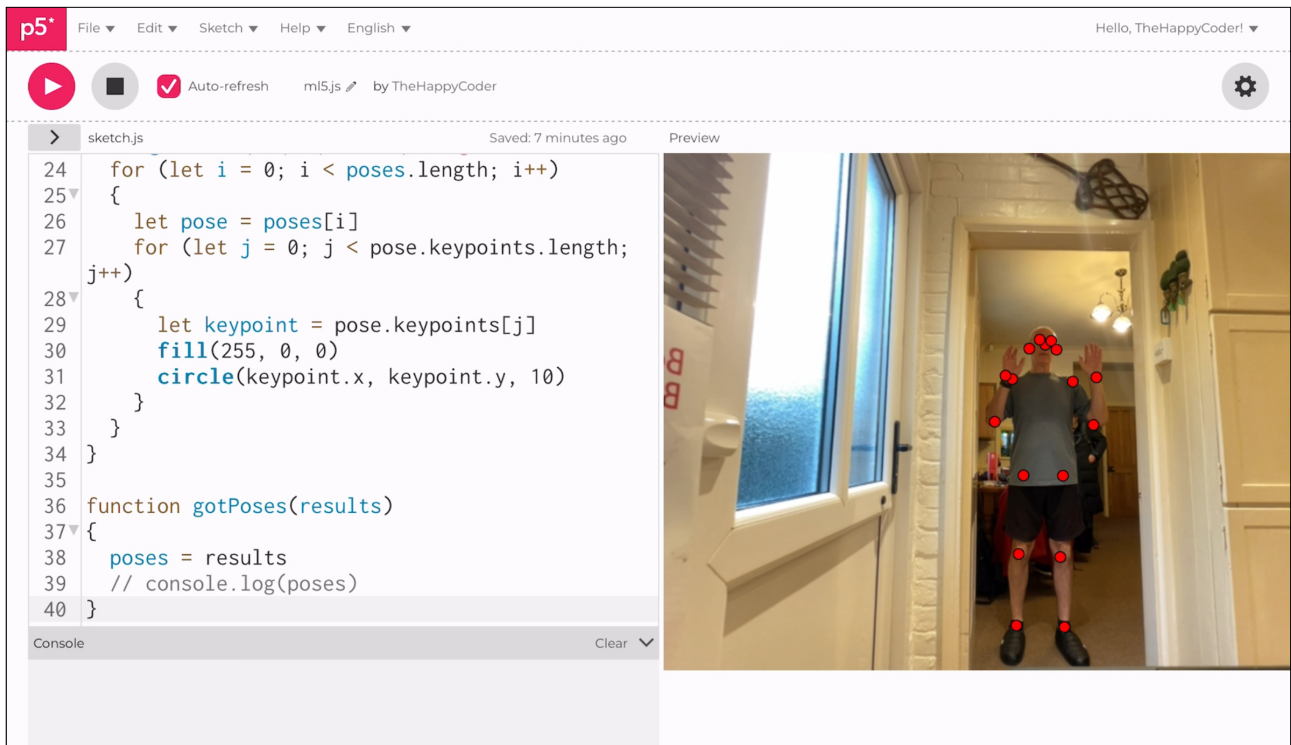 p5* File Edit Sketch Help English Hello, TheHappyCoder!
Auto-refresh ml5.js by TheHappyCoder
> sketch.js Saved: 7 minutes ago Preview
24 for (let i = 0; i < poses.length; i++)
25 {
26 let pose = poses[i]
27 for (let j = 0; j < pose.keypoints.length;
j++)
28 {
29 let keypoint = pose.keypoints[j]
30 fill(255, 0, 0)
31 circle(keypoint.x, keypoint.y, 10)
32 }
33 }
34 }
35
36 function gotPoses(results)
37 {
38 poses = results
39 // console.log(poses)
40 }
Console Clear